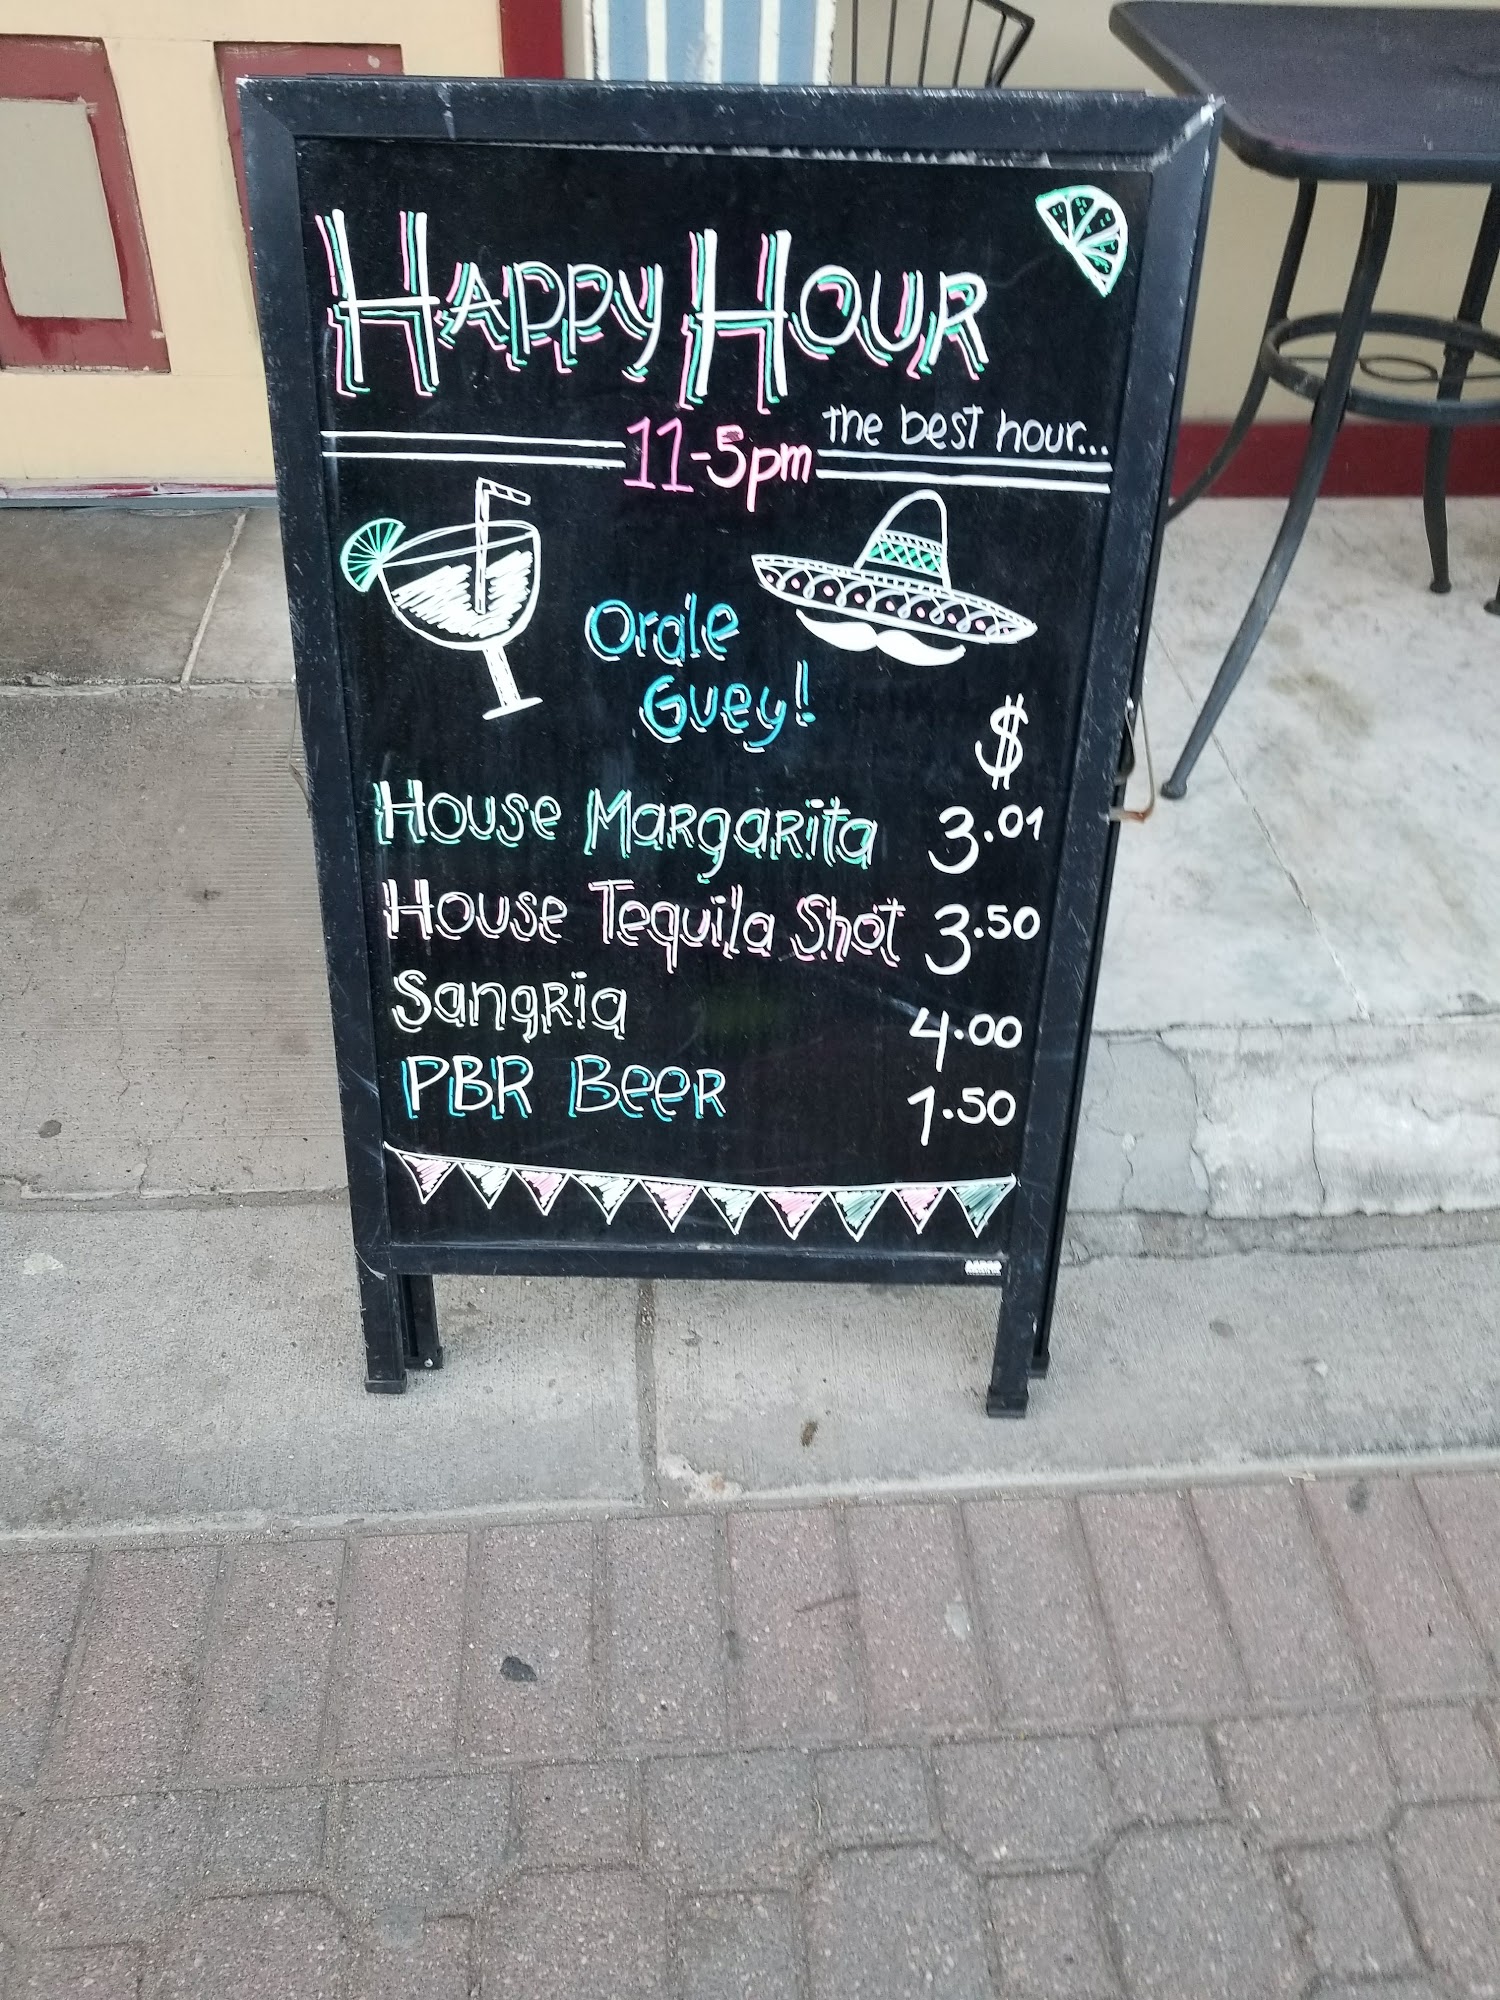 HAPPY HOUR
the best hour...
11-5pm
Orale
Guey!
$
House Margarita 3.01
House Tequila Shot 3.50
Sangria 4.00
PBR Beer 1.50